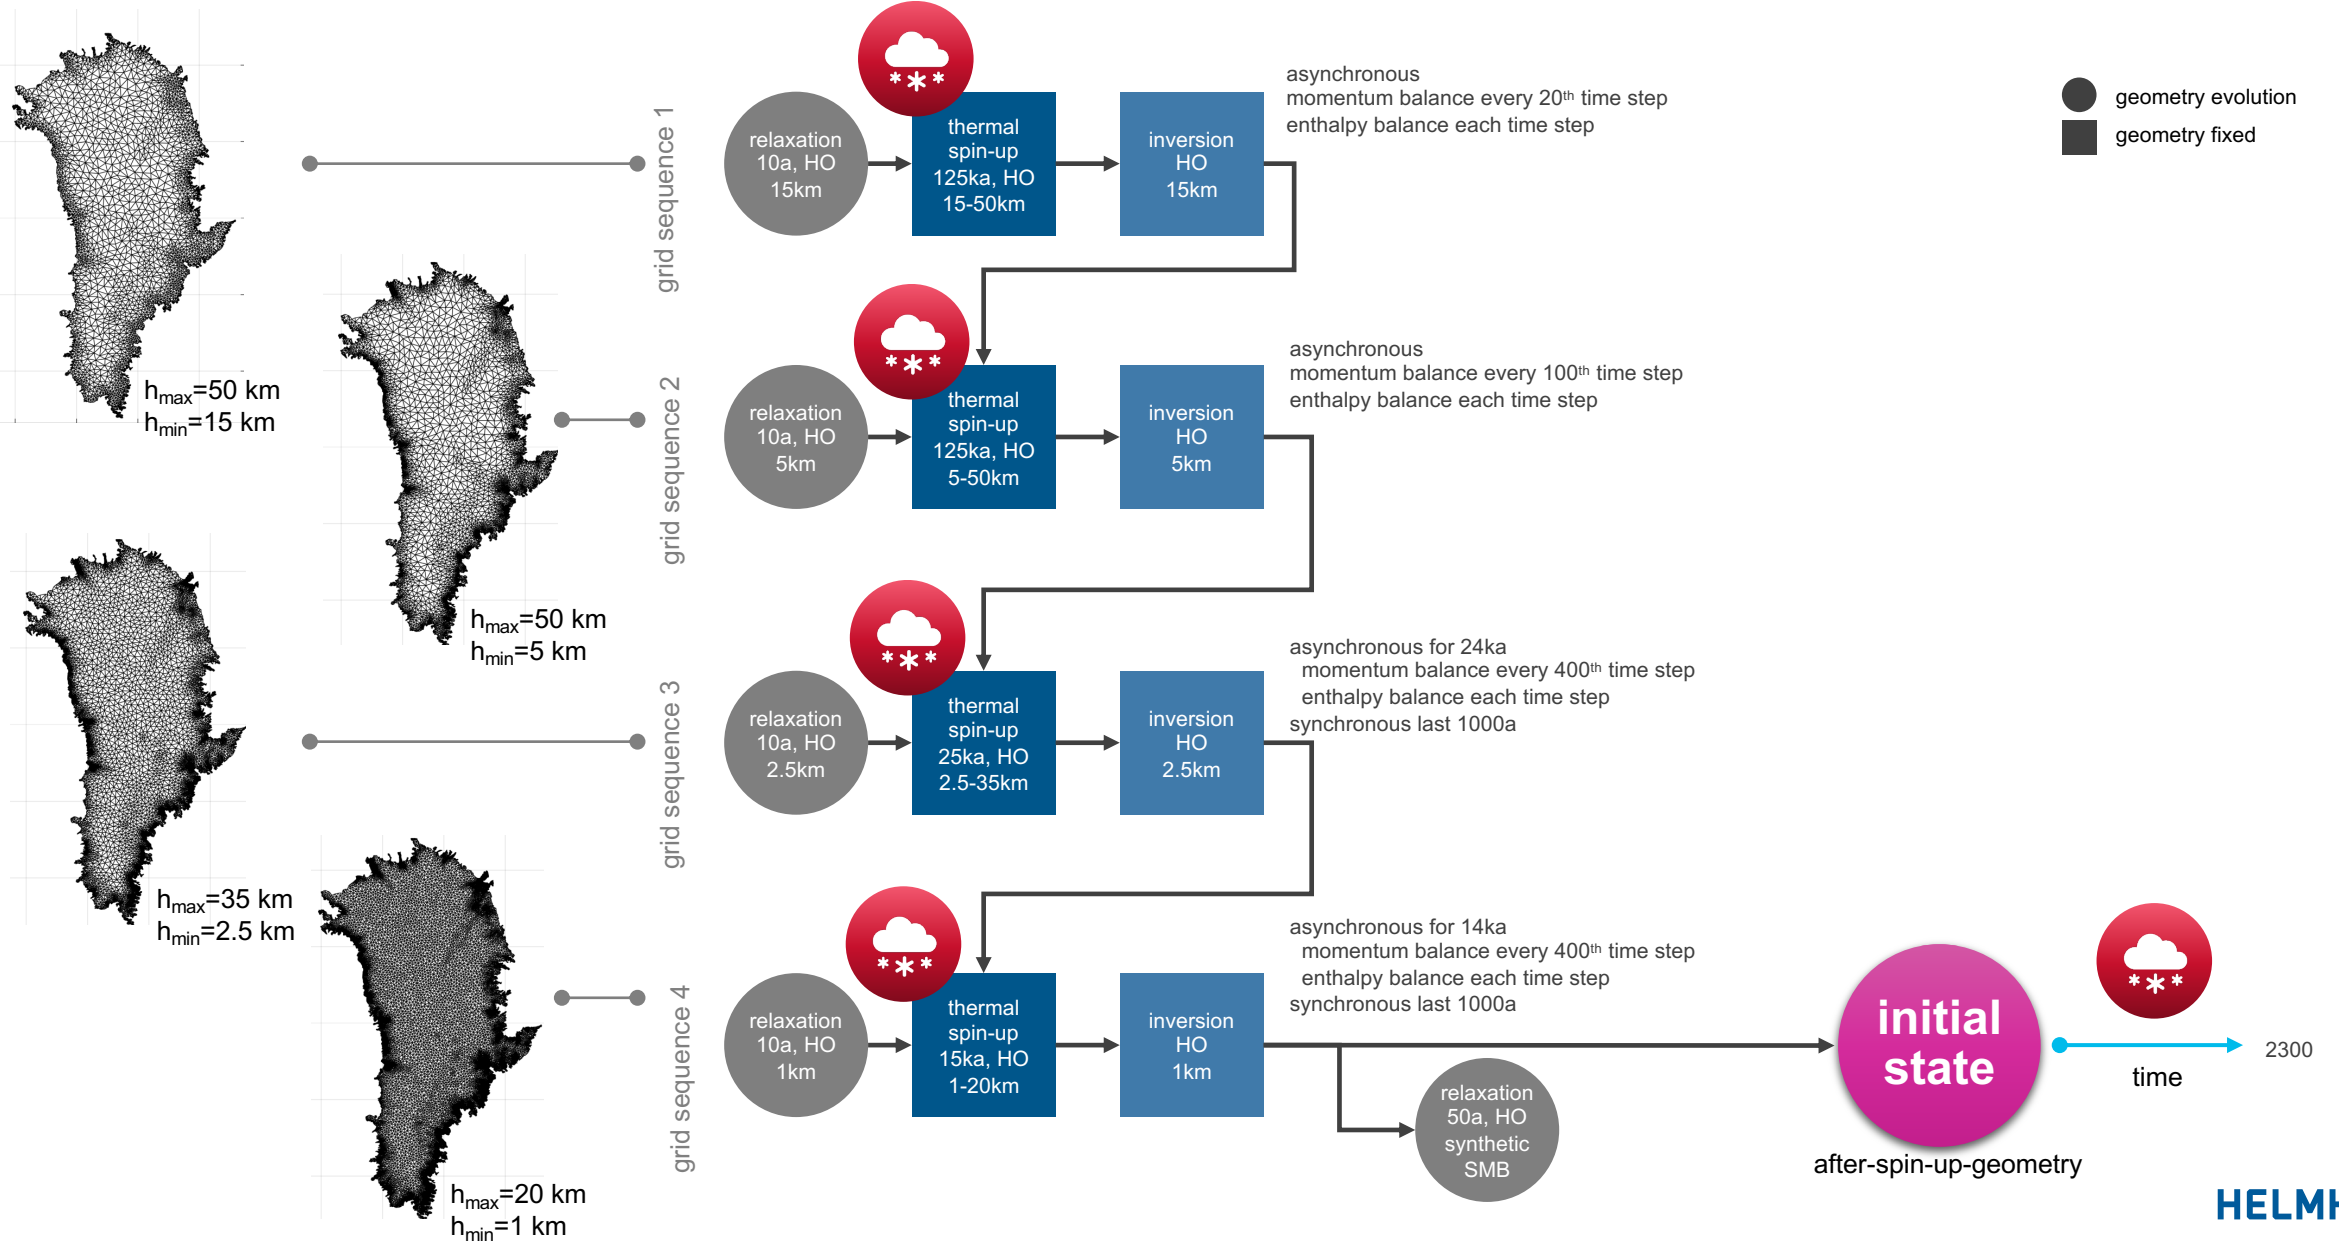 grid sequence 1
relaxation
10a, HO
15km
thermal
spin-up
125ka, HO
15-50km
inversion
HO
15km
asynchronous
momentum balance every 20th time step
enthalpy balance each time step
geometry evolution
geometry fixed
hmax=50 km
hmin=15 km
grid sequence 2
relaxation
10a, HO
5km
thermal
spin-up
125ka, HO
5-50km
inversion
HO
5km
asynchronous
momentum balance every 100th time step
enthalpy balance each time step
hmax=50 km
hmin=5 km
grid sequence 3
relaxation
10a, HO
2.5km
thermal
spin-up
25ka, HO
2.5-35km
inversion
HO
2.5km
asynchronous for 24ka
momentum balance every 400th time step
enthalpy balance each time step
synchronous last 1000a
hmax=35 km
hmin=2.5 km
grid sequence 4
relaxation
10a, HO
1km
thermal
spin-up
15ka, HO
1-20km
inversion
HO
1km
asynchronous for 14ka
momentum balance every 400th time step
enthalpy balance each time step
synchronous last 1000a
hmax=20 km
hmin=1 km
relaxation
50a, HO
synthetic
SMB
initial
state
after-spin-up-geometry
time
2300
HELMH